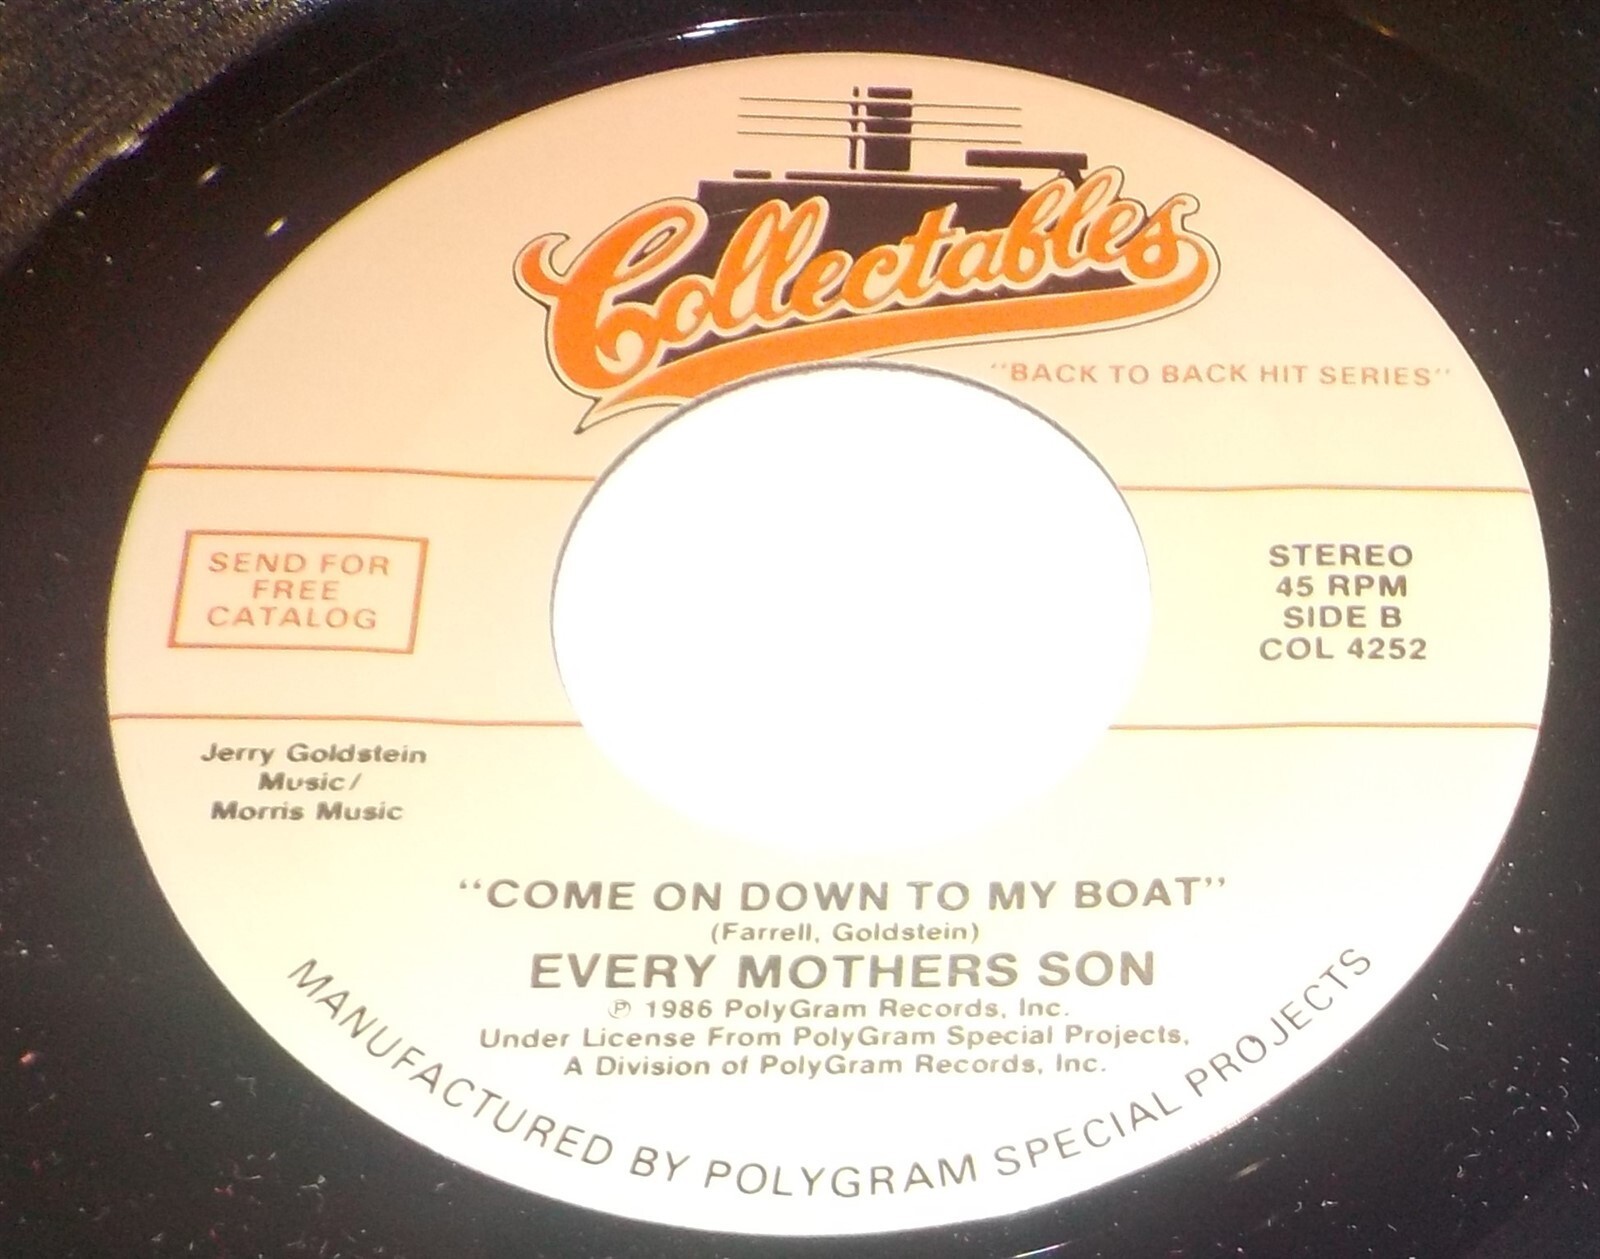 Collectables
"BACK TO BACK HIT SERIES"
SEND FOR
FREE
CATALOG
STEREO
45 RPM
SIDE B
COL 4252
Jerry Goldstein
Music/
Morris Music
"COME ON DOWN TO MY BOAT"
(Farrell, Goldstein)
EVERY MOTHERS SON
℗ 1986 PolyGram Records, Inc.
Under License From PolyGram Special Projects,
A Division of PolyGram Records, Inc.
MANUFACTURED BY POLYGRAM SPECIAL PROJECTS